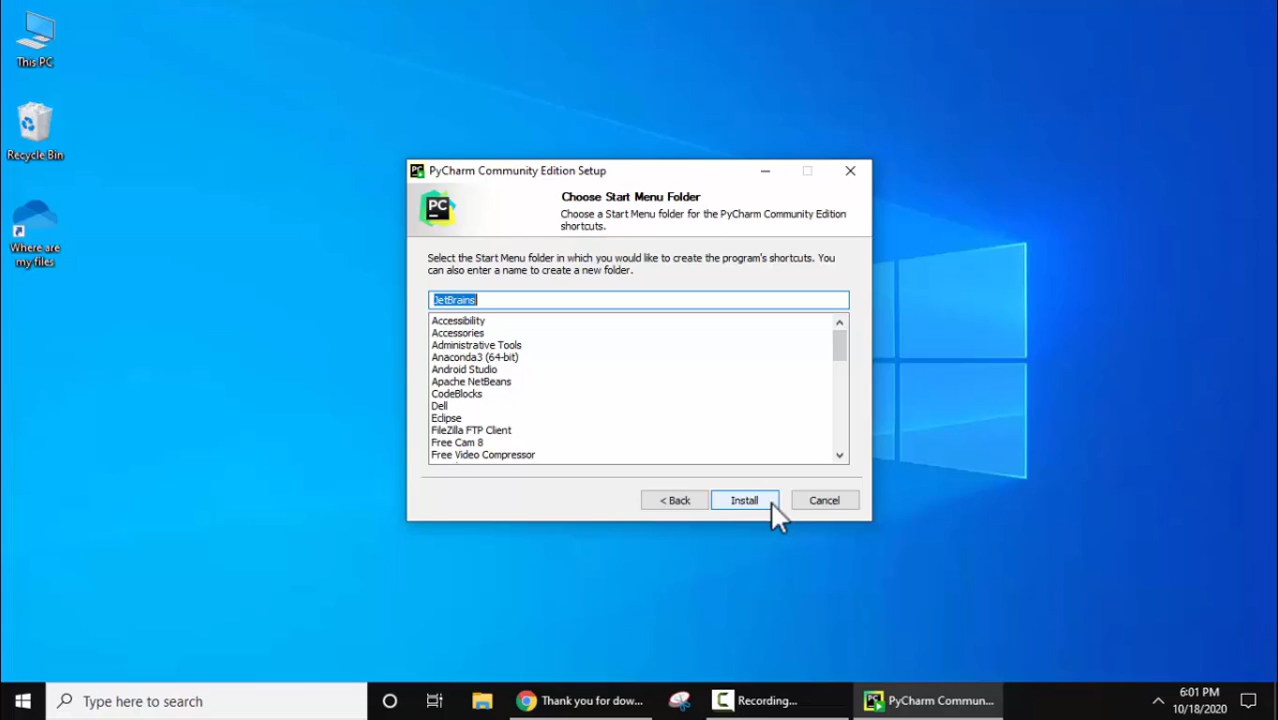 This PC
Recycle Bin
Where are
my files
PyCharm Community Edition Setup
PC
Choose Start Menu Folder
Choose a Start Menu folder for the PyCharm Community Edition
shortcuts.
Select the Start Menu folder in which you would like to create the program's shortcuts. You
can also enter a name to create a new folder.
JetBrains
Accessibility
Accessories
Administrative Tools
Anaconda3 (64-bit)
Android Studio
Apache NetBeans
CodeBlocks
Dell
Eclipse
FileZilla FTP Client
Free Cam 8
Free Video Compressor
< Back
Install
Cancel
Type here to search
Thank you for dow...
Recording...
PyCharm Commun...
6:01 PM
10/18/2020